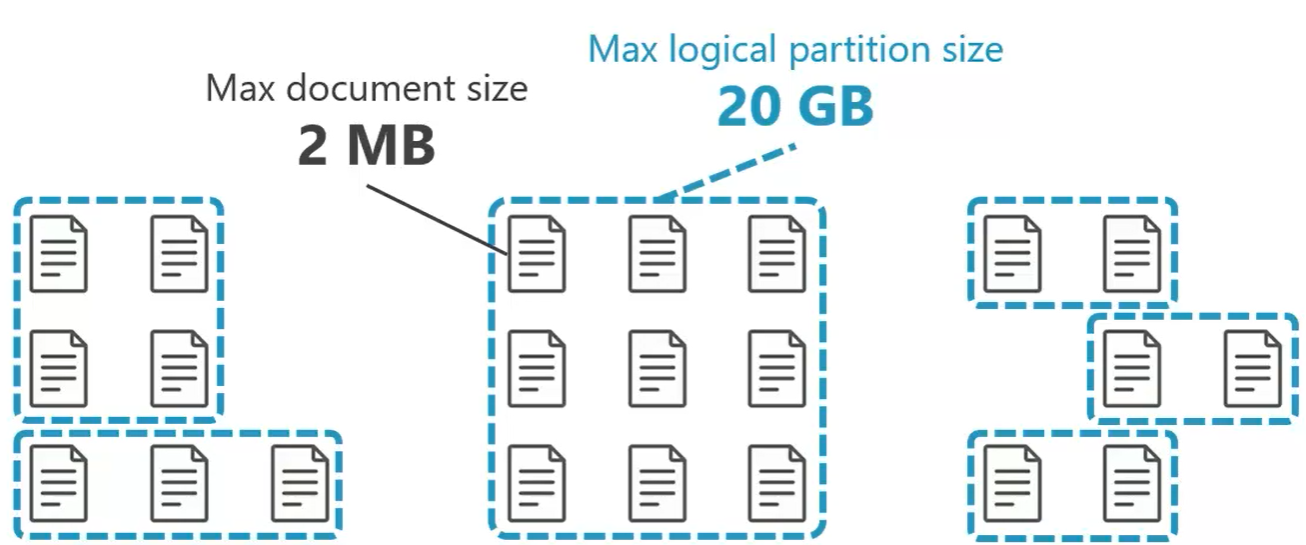 Max logical partition size
20 GB
Max document size
2 MB